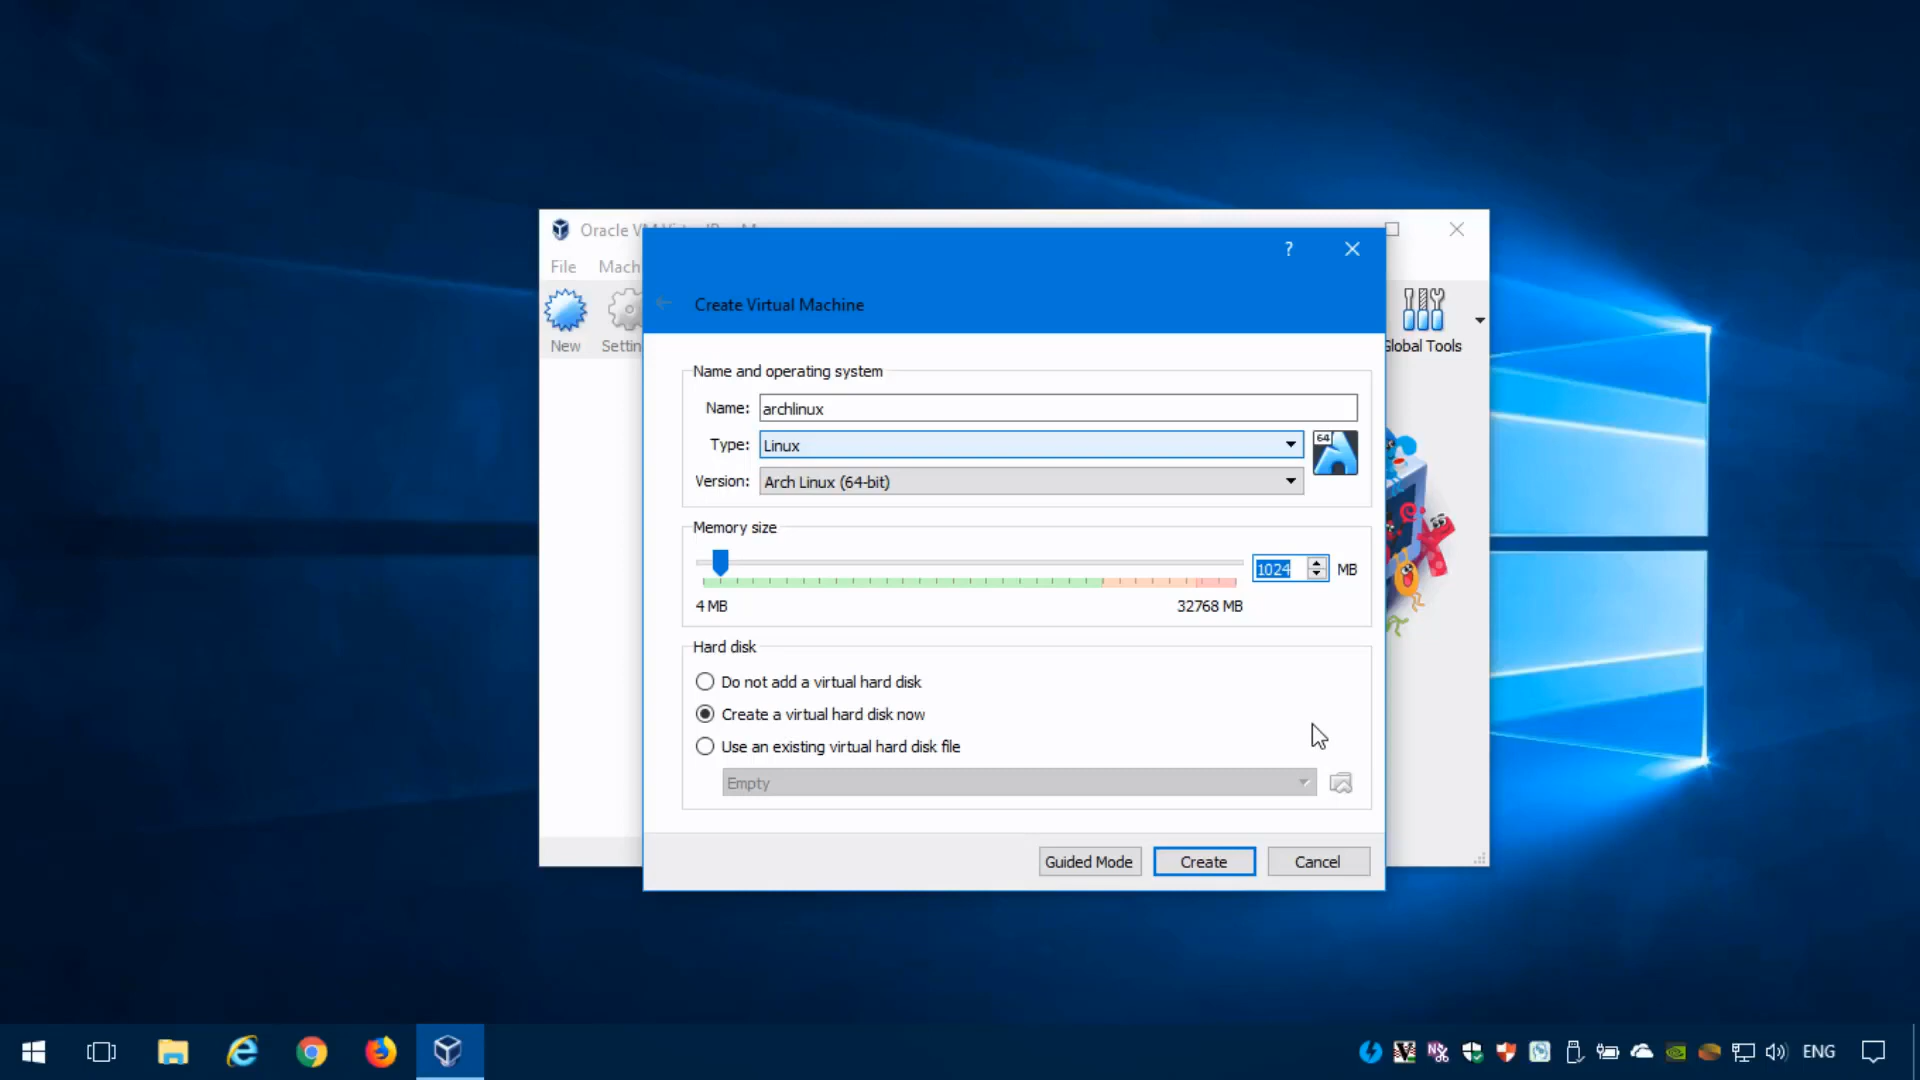 Oracle VM
File Mach
New Settin
Global Tools
?
Create Virtual Machine
Name and operating system
Name: archlinux
Type: Linux
64
Version: Arch Linux (64-bit)
Memory size
1024 MB
4 MB 32768 MB
Hard disk
Do not add a virtual hard disk
Create a virtual hard disk now
Use an existing virtual hard disk file
Empty
Guided Mode Create Cancel
ENG